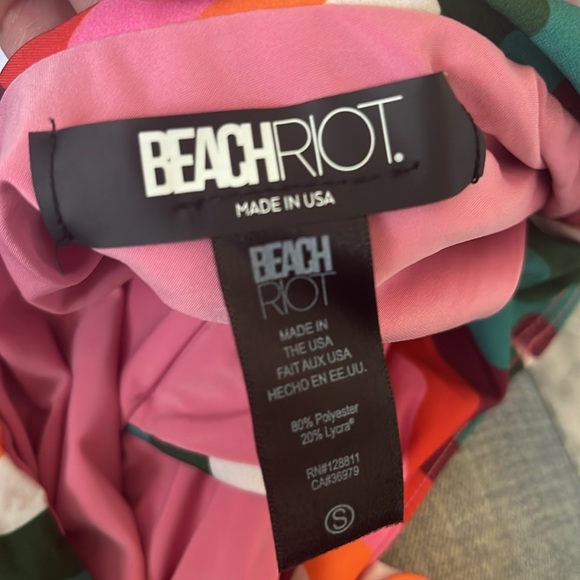 BEACHRIOT.
MADE IN USA
BEACH
RIOT
MADE IN
THE USA
FAIT AUX USA
HECHO EN EE.UU.
80% Polyester
20% Lycra®
RN#128811
CA#36979
S